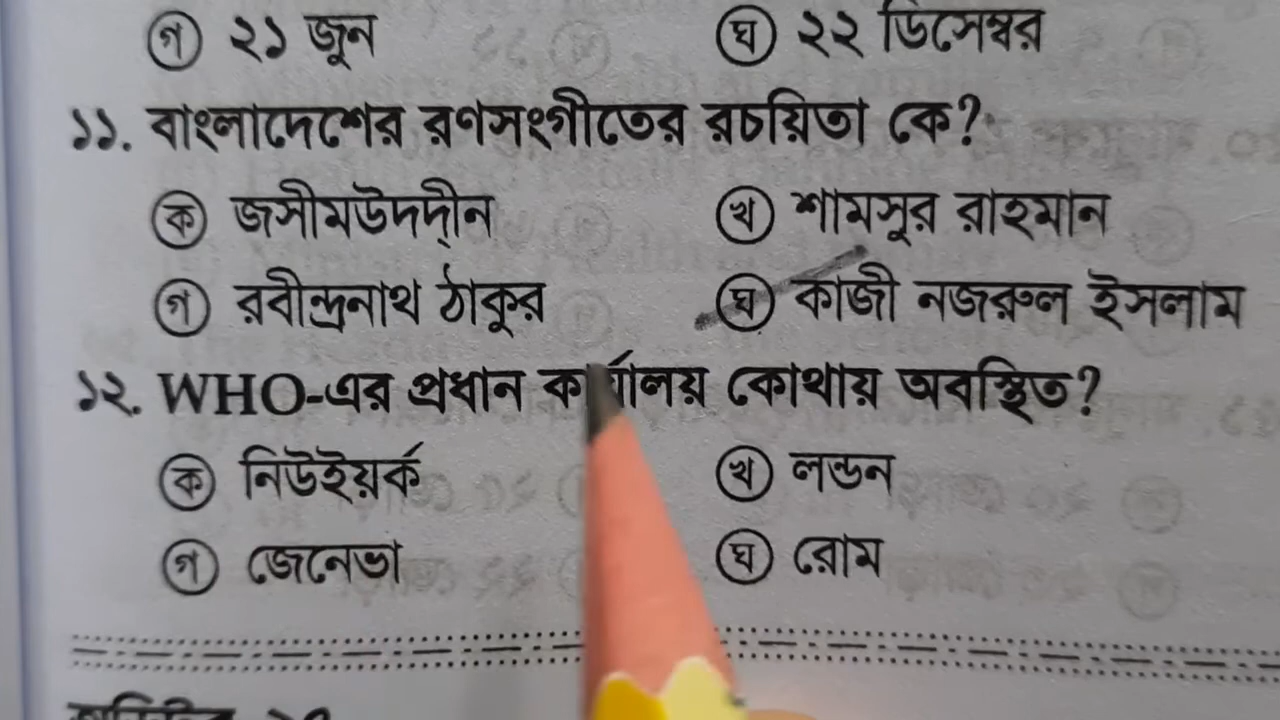 গ ২১ জুন ঘ ২২ ডিসেম্বর
১১. বাংলাদেশের রণসংগীতের রচয়িতা কে?
ক জসীমউদদ্‌ীন খ শামসুর রাহমান
গ রবীন্দ্রনাথ ঠাকুর ঘ কাজী নজরুল ইসলাম
১২. WHO-এর প্রধান কার্যালয় কোথায় অবস্থিত?
ক নিউইয়র্ক খ লন্ডন
গ জেনেভা ঘ রোম